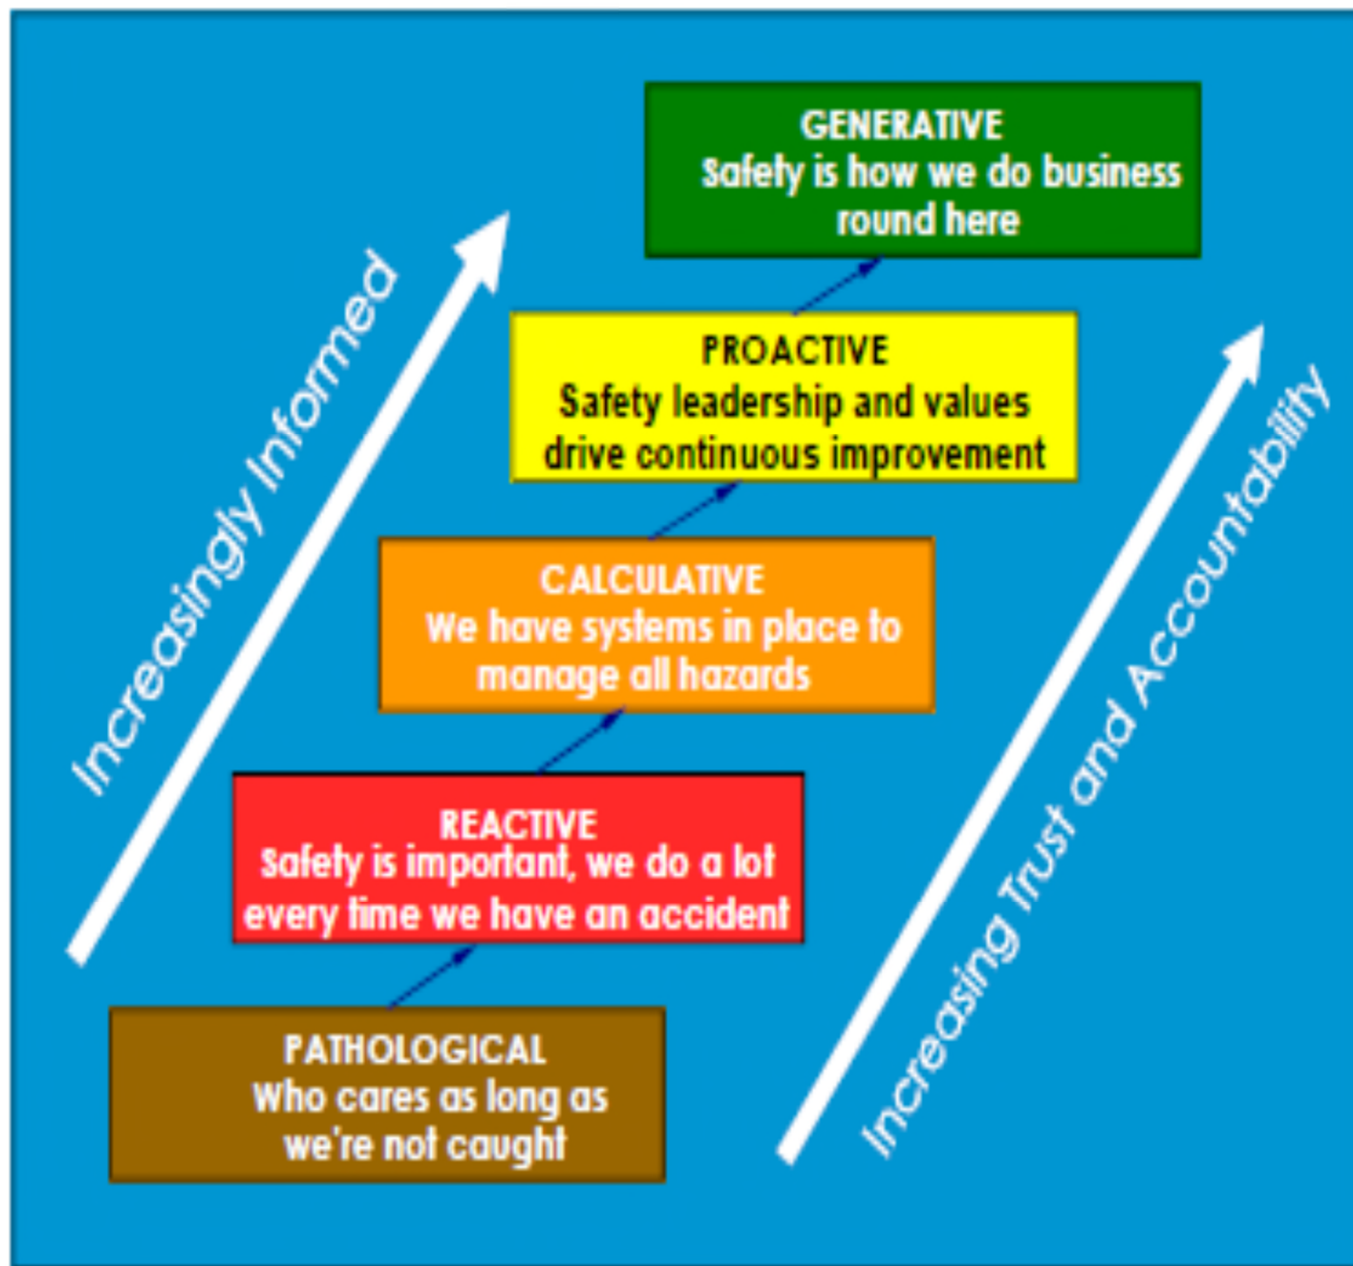 GENERATIVE
Safety is how we do business
round here
Increasingly Informed
PROACTIVE
Safety leadership and values
drive continuous improvement
CALCULATIVE
We have systems in place to
manage all hazards
Increasing Trust and Accountability
REACTIVE
Safety is important, we do a lot
every time we have an accident
PATHOLOGICAL
Who cares as long as
we're not caught